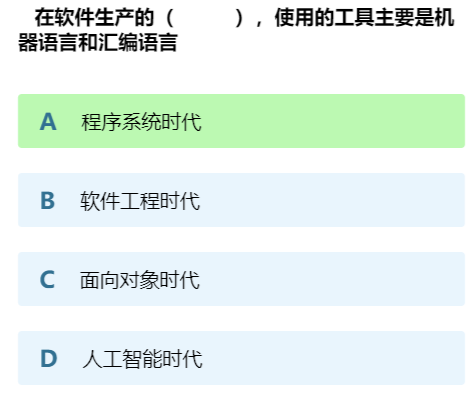 在软件生产的（　　　），使用的工具主要是机
器语言和汇编语言
A 程序系统时代
B 软件工程时代
C 面向对象时代
D 人工智能时代